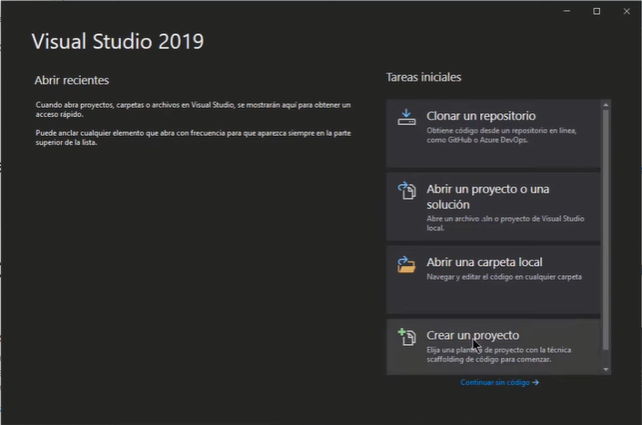 Visual Studio 2019
Abrir recientes
Cuando abra proyectos, carpetas o archivos en Visual Studio, se mostrarán aquí para obtener un
acceso rápido.
Puede anclar cualquier elemento que abra con frecuencia para que aparezca siempre en la parte
superior de la lista.
Tareas iniciales
Clonar un repositorio
Obtiene código desde un repositorio en línea,
como GitHub o Azure DevOps.
Abrir un proyecto o una
solución
Abre un archivo .sln o proyecto de Visual Studio
local.
Abrir una carpeta local
Navegar y editar el código en cualquier carpeta
Crear un proyecto
Elija una plantilla de proyecto con la técnica
scaffolding de código para comenzar.
Continuar sin código →